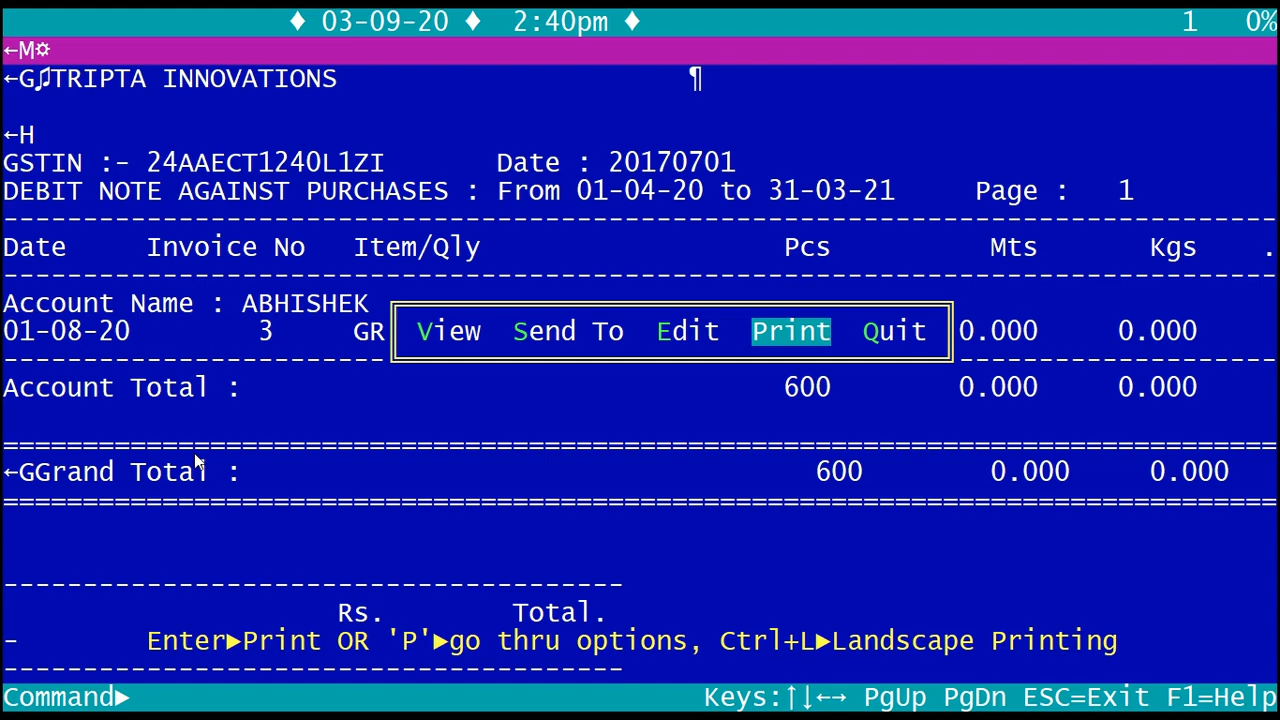 ♦ 03-09-20 ♦ 2:40pm ♦ 1 0%
←M☼
←G♫TRIPTA INNOVATIONS ¶
←H
GSTIN :- 24AAECT1240L1ZI Date : 20170701
DEBIT NOTE AGAINST PURCHASES : From 01-04-20 to 31-03-21 Page : 1
--------------------------------------------------------------------------------
Date Invoice No Item/Qly Pcs Mts Kgs .
--------------------------------------------------------------------------------
Account Name : ABHISHEK
01-08-20 3 GR View Send To Edit Print Quit 0.000 0.000
--------------------------------------------------------------------------------
Account Total : 600 0.000 0.000
================================================================================
←GGrand Total : 600 0.000 0.000
================================================================================
---------------------------------------
Rs. Total.
- Enter►Print OR 'P'►go thru options, Ctrl+L►Landscape Printing
---------------------------------------
Command► Keys:↑↓←→ PgUp PgDn ESC=Exit F1=Help